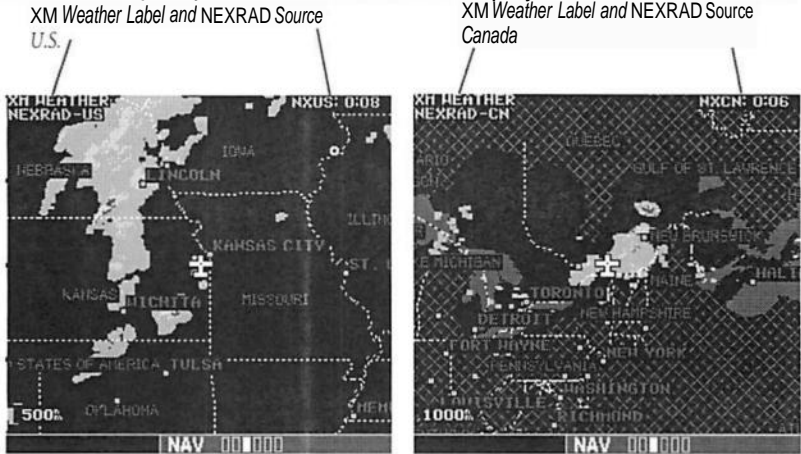 XM Weather Label and NEXRAD Source
U.S.
XM WEATHER
NEXRAD-US
NXUS: 0:08
IOWA
NEBRASKA
LINCOLN
KANSAS CITY
ST.
KANSAS
WICHITA
MISSOURI
STATES OF AMERICA
TULSA
OKLAHOMA
500
NAV
XM Weather Label and NEXRAD Source
Canada
XM WEATHER
NEXRAD-CN
NXCN: 0:06
QUEBEC
GULF OF ST. LAWRENCE
NEW BRUNSWICK
MICHIGAN
MAINE
TORONTO
DETROIT
NEW HAMPSHIRE
FORT WAYNE
NEW YORK
PENNSYLVANIA
WASHINGTON
LOUISVILLE
RICHMOND
1000
NAV